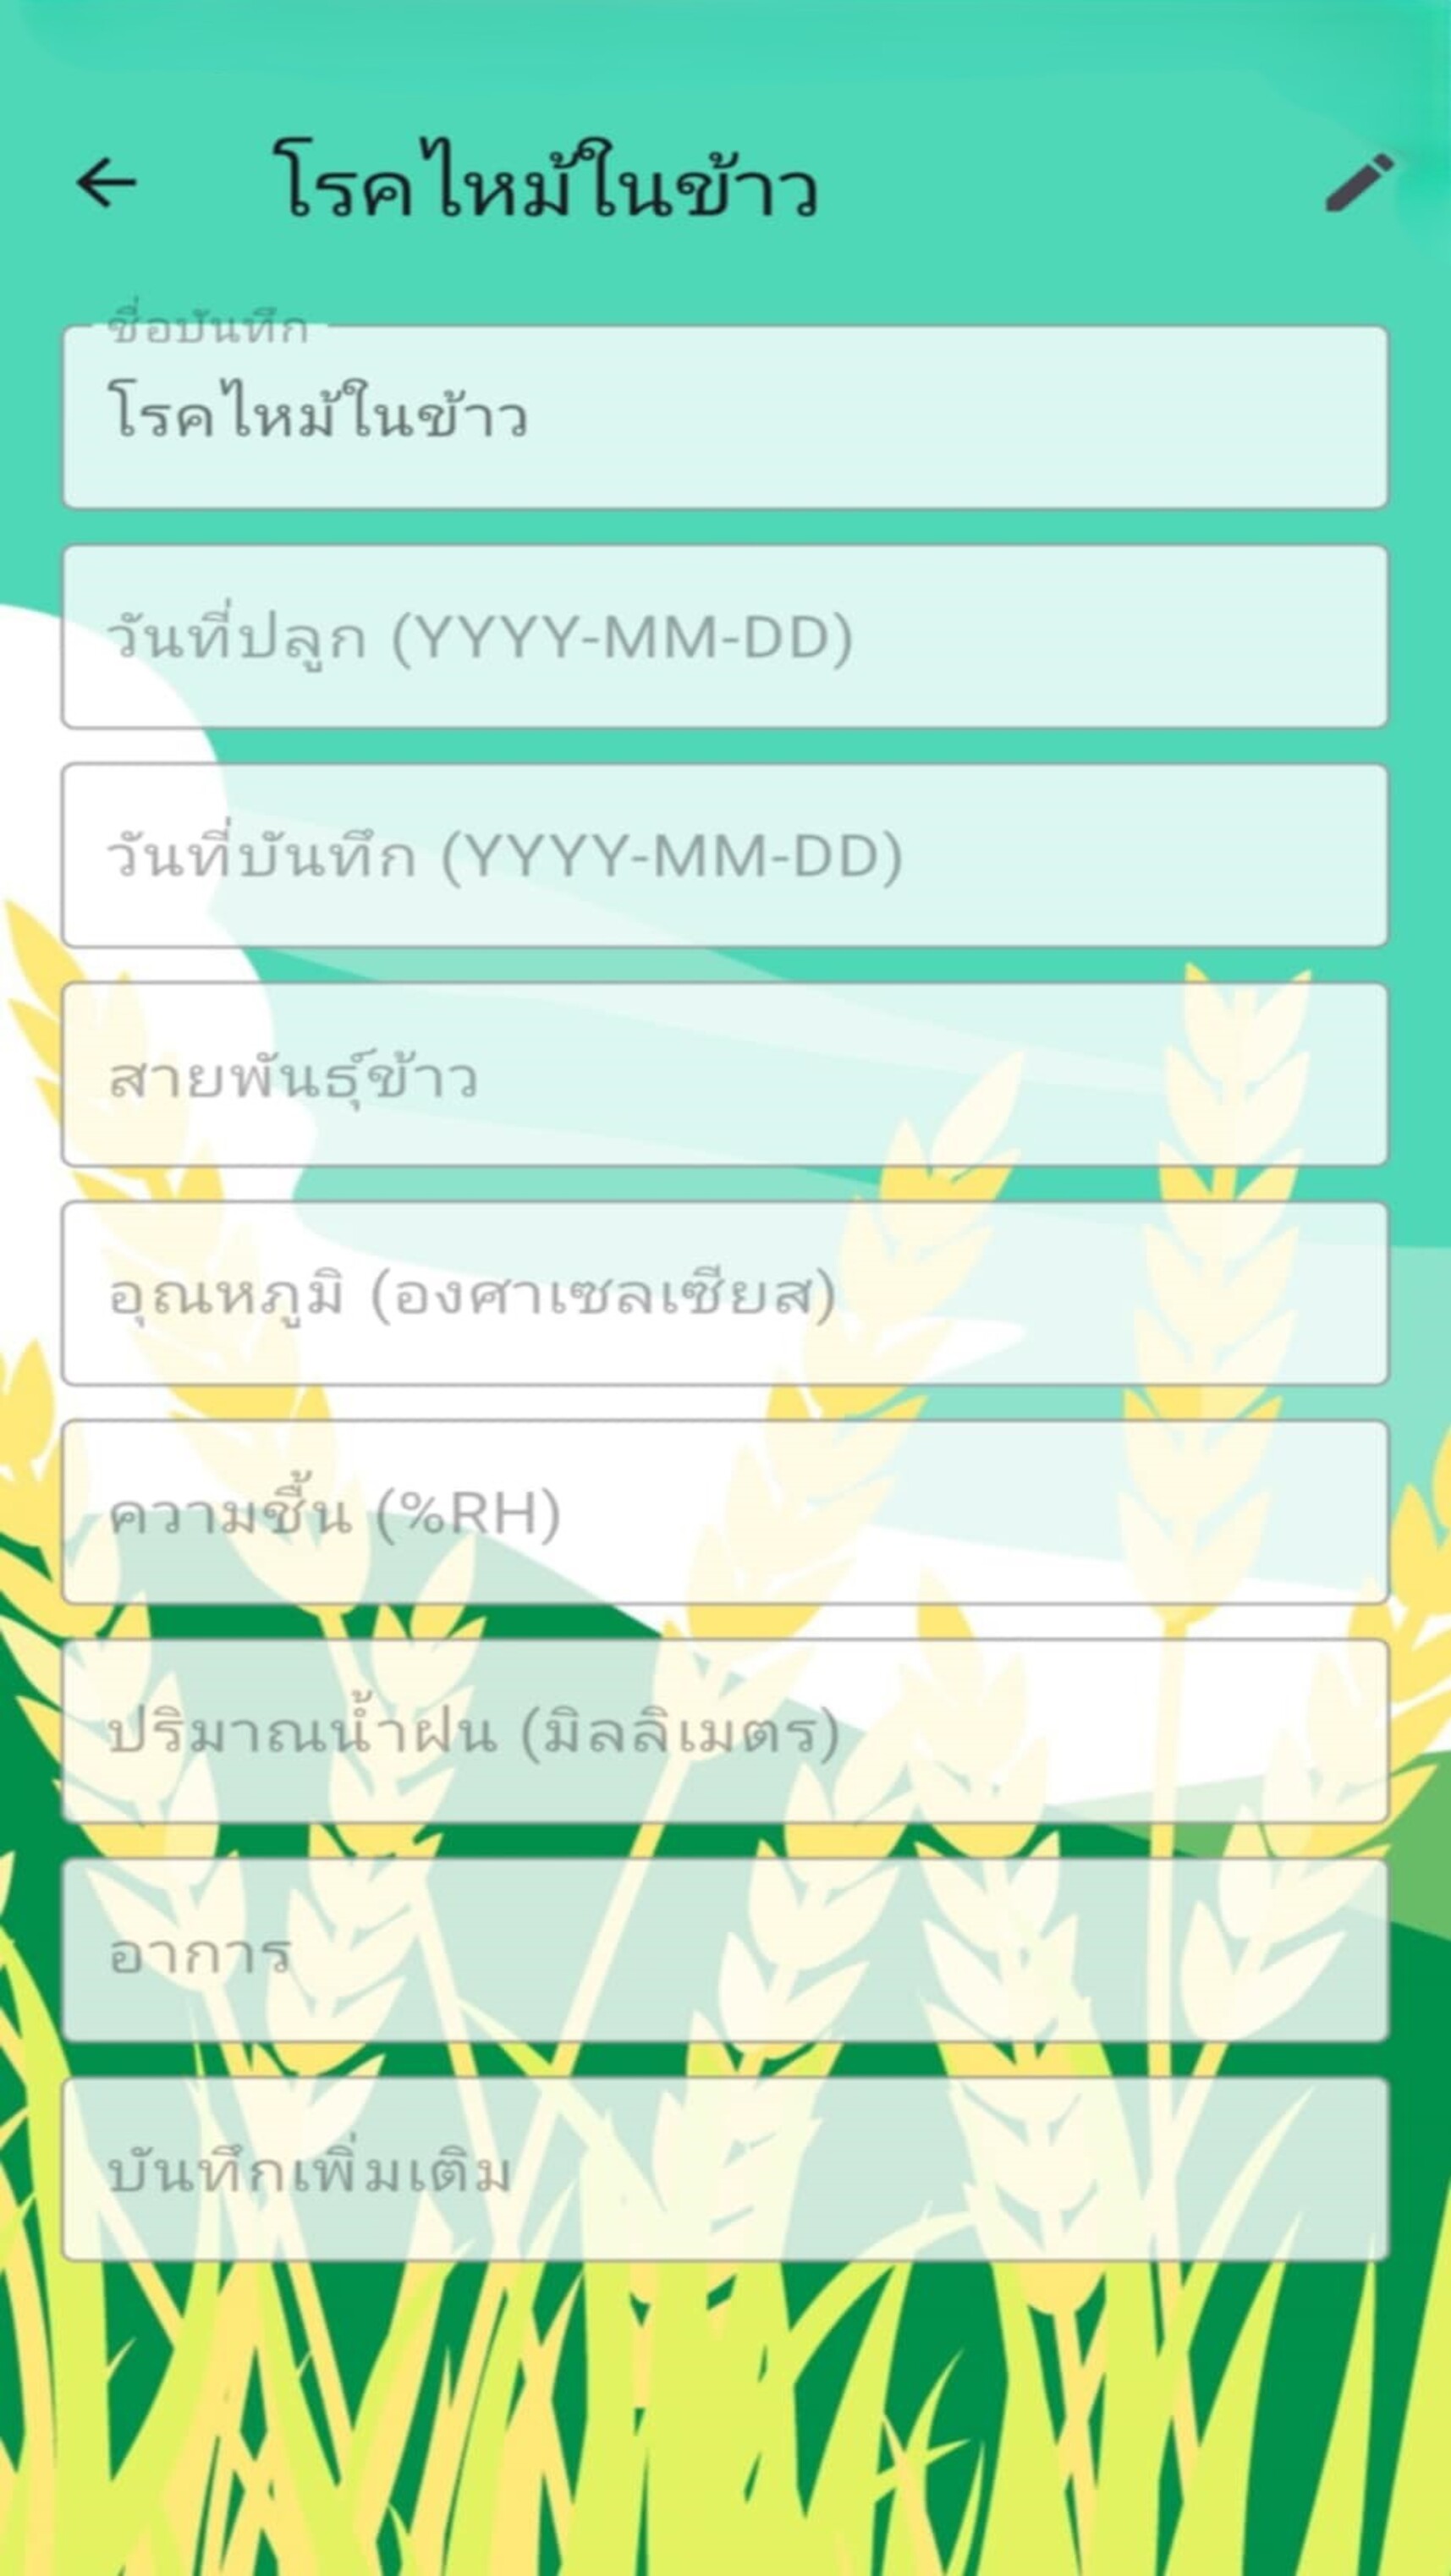 โรคไหม้ในข้าว
ชื่อบันทึก
โรคไหม้ในข้าว
วันที่ปลูก (YYYY-MM-DD)
วันที่บันทึก (YYYY-MM-DD)
สายพันธุ์ข้าว
อุณหภูมิ (องศาเซลเซียส)
ความชื้น (%RH)
ปริมาณน้ำฝน (มิลลิเมตร)
อาการ
บันทึกเพิ่มเติม